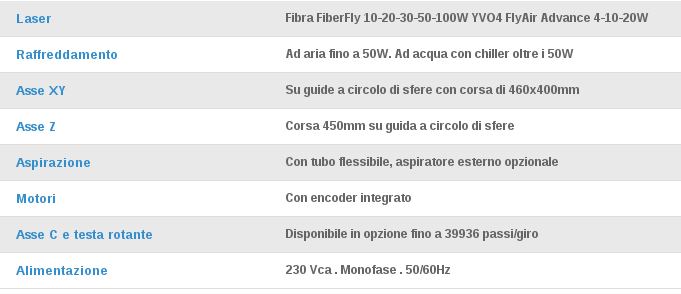 Laser Fibra FiberFly 10-20-30-50-100W YVO4 FlyAir Advance 4-10-20W
Raffreddamento Ad aria fino a 50W. Ad acqua con chiller oltre i 50W
Asse XY Su guide a circolo di sfere con corsa di 460x400mm
Asse Z Corsa 450mm su guida a circolo di sfere
Aspirazione Con tubo flessibile, aspiratore esterno opzionale
Motori Con encoder integrato
Asse C e testa rotante Disponibile in opzione fino a 39936 passi/giro
Alimentazione 230 Vca . Monofase . 50/60Hz